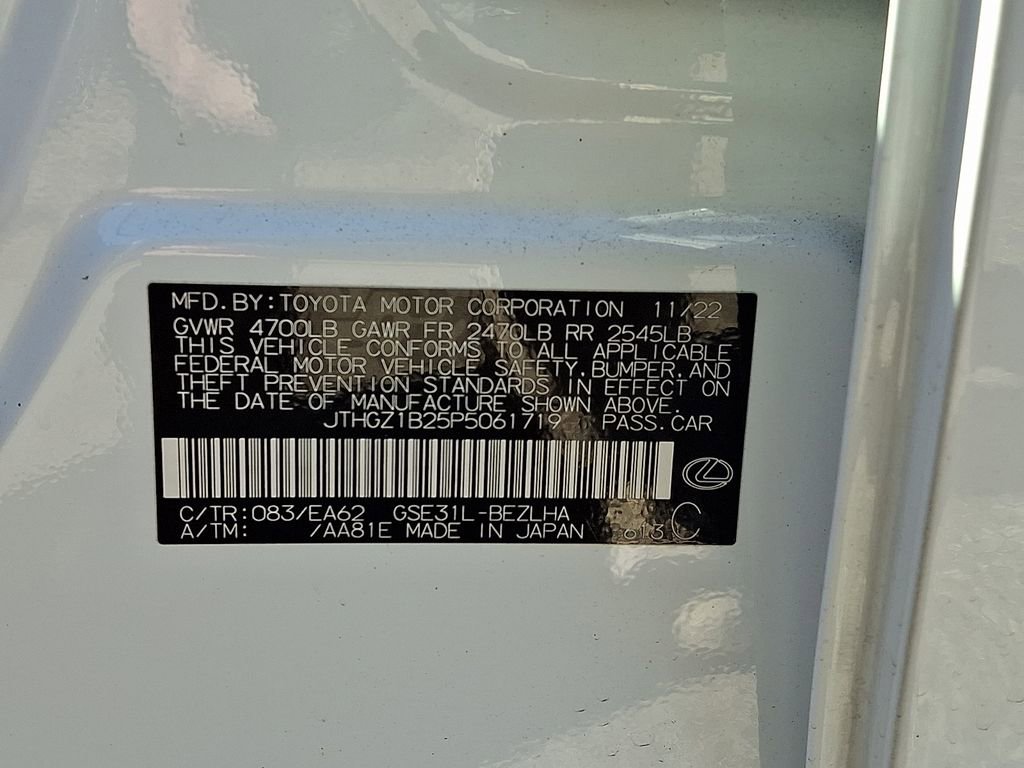 MFD. BY: TOYOTA MOTOR CORPORATION 11/22
GVWR 4700LB GAWR FR 2470LB RR 2545LB
THIS VEHICLE CONFORMS TO ALL APPLICABLE
FEDERAL MOTOR VEHICLE SAFETY, BUMPER, AND
THEFT PREVENTION STANDARDS IN EFFECT ON
THE DATE OF MANUFACTURE SHOWN ABOVE.
JTHGZ1B25P5061719 PASS. CAR
C/TR: 083/EA62 GSE31L-BEZLHA
A/TM: /AA81E MADE IN JAPAN 613 C